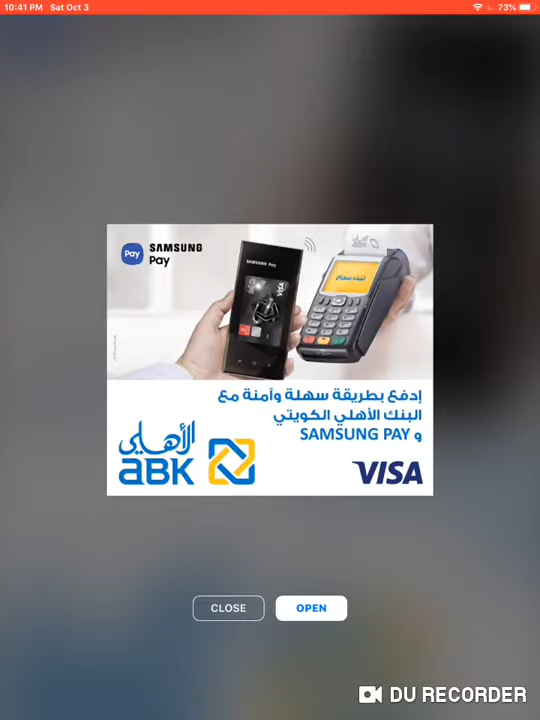 10:41 PM Sat Oct 3 73%
Pay SAMSUNG
Pay
SAMSUNG PAY
VISA
إدفع بطريقة سهلة وآمنة مع
البنك الأهلي الكويتي
و SAMSUNG PAY
الأهلي
aBK
VISA
CLOSE OPEN
DU RECORDER